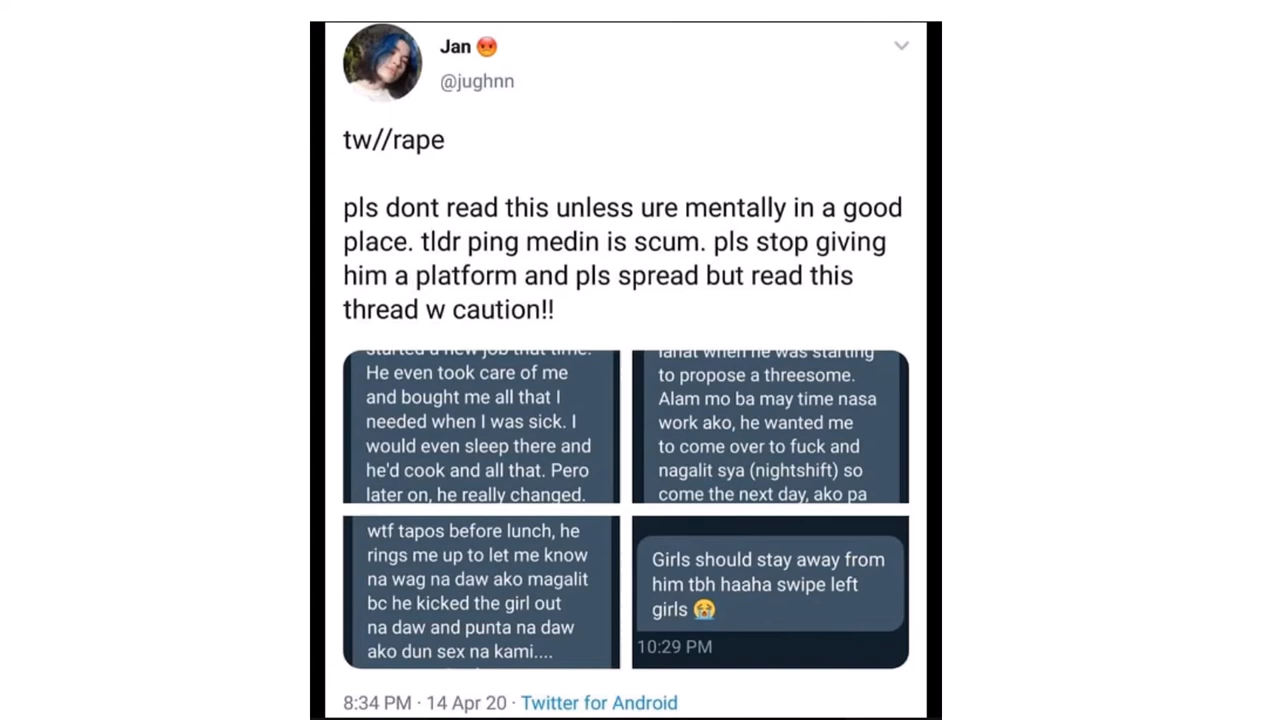 Jan 😡
@jughnn
tw//rape
pls dont read this unless ure mentally in a good
place. tldr ping medin is scum. pls stop giving
him a platform and pls spread but read this
thread w caution!!
started a new job that time.
He even took care of me
and bought me all that I
needed when I was sick. I
would even sleep there and
he'd cook and all that. Pero
later on, he really changed.
lahat when he was starting
to propose a threesome.
Alam mo ba may time nasa
work ako, he wanted me
to come over to fuck and
nagalit sya (nightshift) so
come the next day, ako pa
wtf tapos before lunch, he
rings me up to let me know
na wag na daw ako magalit
bc he kicked the girl out
na daw and punta na daw
ako dun sex na kami....
Girls should stay away from
him tbh haaha swipe left
girls 😭
10:29 PM
8:34 PM · 14 Apr 20 · Twitter for Android